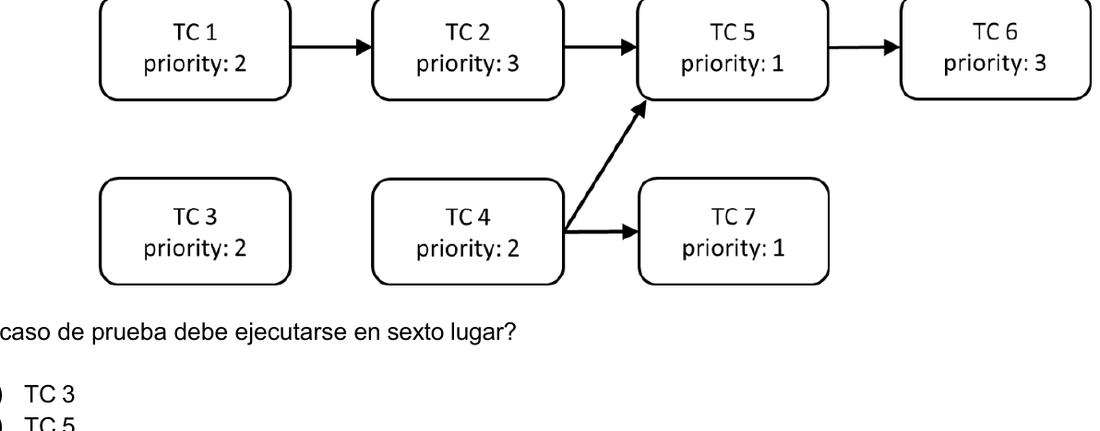 TC 1
priority: 2
TC 2
priority: 3
TC 5
priority: 1
TC 6
priority: 3
TC 3
priority: 2
TC 4
priority: 2
TC 7
priority: 1
caso de prueba debe ejecutarse en sexto lugar?
) TC 3
) TC 5